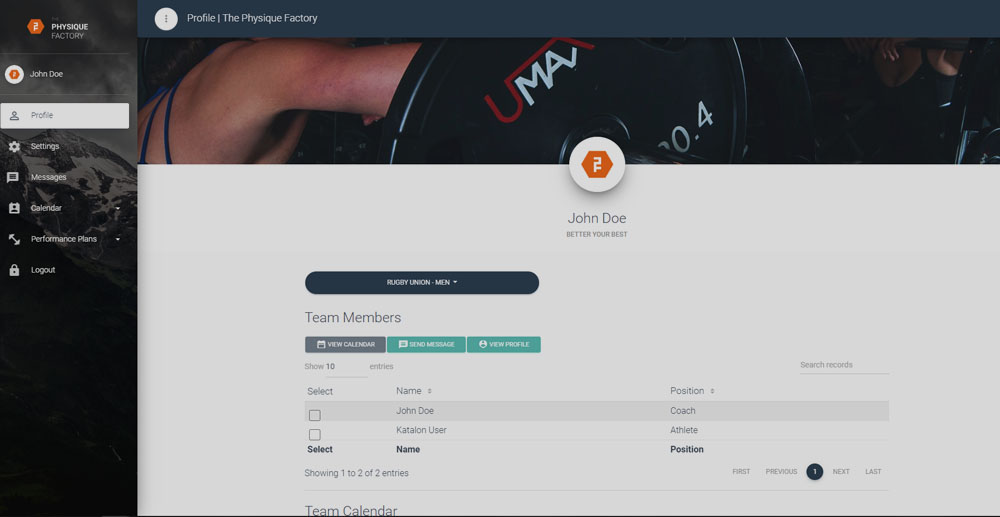 THE
PHYSIQUE
FACTORY
John Doe
Profile
Settings
Messages
Calendar
Performance Plans
Logout
Profile | The Physique Factory
UMAX
20.4
John Doe
BETTER YOUR BEST
RUGBY UNION - MEN
Team Members
VIEW CALENDAR SEND MESSAGE VIEW PROFILE
Show 10 entries Search records
Select Name Position
John Doe Coach
Katalon User Athlete
Select Name Position
Showing 1 to 2 of 2 entries FIRST PREVIOUS 1 NEXT LAST
Team Calendar